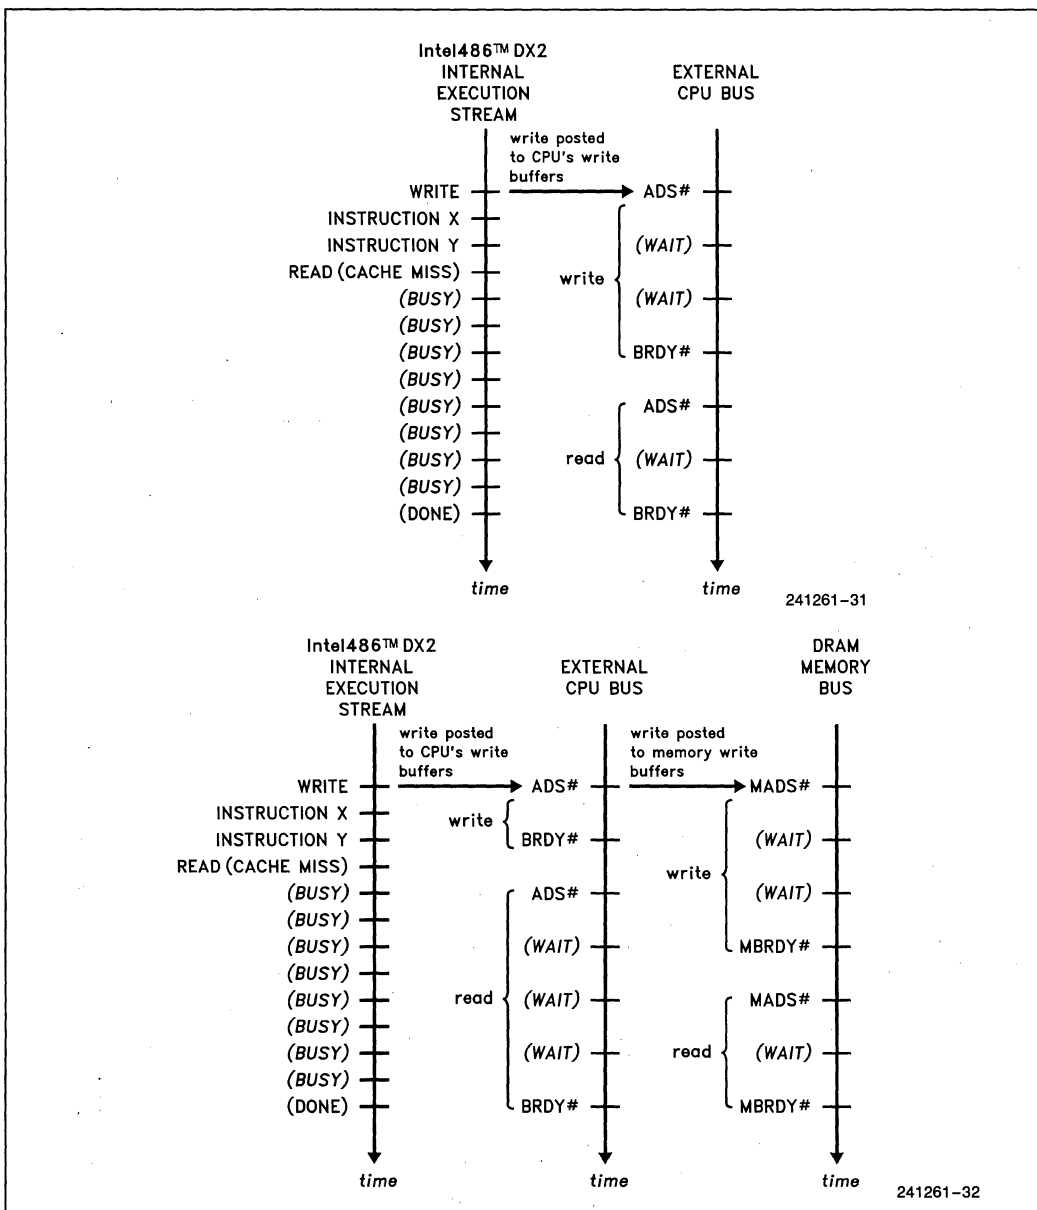 Intel486™ DX2
INTERNAL
EXECUTION
STREAM
EXTERNAL
CPU BUS
write posted
to CPU's write
buffers
WRITE
ADS#
INSTRUCTION X
INSTRUCTION Y
(WAIT)
READ (CACHE MISS)
write
(BUSY)
(WAIT)
(BUSY)
(BUSY)
BRDY#
(BUSY)
(BUSY)
ADS#
(BUSY)
(BUSY)
read
(WAIT)
(BUSY)
(DONE)
BRDY#
time
time
241261-31
Intel486™ DX2
INTERNAL
EXECUTION
STREAM
EXTERNAL
CPU BUS
DRAM
MEMORY
BUS
write posted
to CPU's write
buffers
write posted
to memory write
buffers
WRITE
ADS#
MADS#
INSTRUCTION X
write
INSTRUCTION Y
BRDY#
(WAIT)
READ (CACHE MISS)
write
(BUSY)
ADS#
(WAIT)
(BUSY)
(BUSY)
(WAIT)
MBRDY#
(BUSY)
(BUSY)
read
(WAIT)
MADS#
(BUSY)
(BUSY)
(WAIT)
read
(WAIT)
(BUSY)
(DONE)
BRDY#
MBRDY#
time
time
time
241261-32